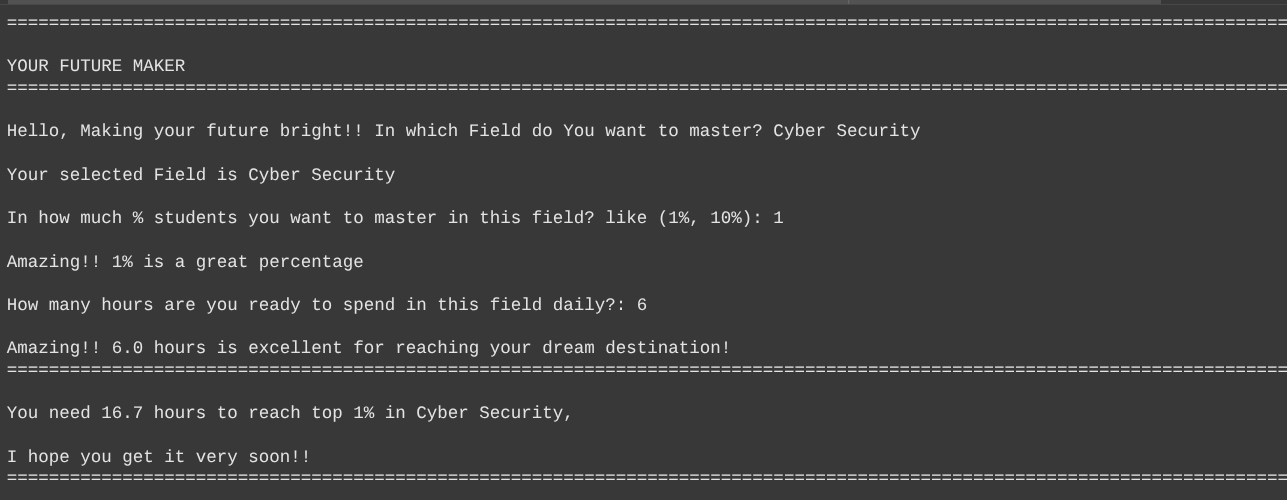 ================================================================================================================================
YOUR FUTURE MAKER
================================================================================================================================
Hello, Making your future bright!! In which Field do You want to master? Cyber Security
Your selected Field is Cyber Security
In how much % students you want to master in this field? like (1%, 10%): 1
Amazing!! 1% is a great percentage
How many hours are you ready to spend in this field daily?: 6
Amazing!! 6.0 hours is excellent for reaching your dream destination!
================================================================================================================================
You need 16.7 hours to reach top 1% in Cyber Security,
I hope you get it very soon!!
================================================================================================================================